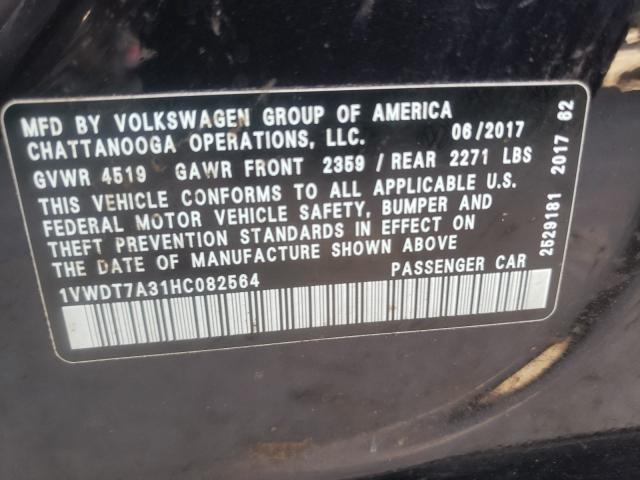 MFD BY VOLKSWAGEN GROUP OF AMERICA
CHATTANOOGA OPERATIONS, LLC. 06/2017
GVWR 4519 GAWR FRONT 2359 / REAR 2271 LBS
THIS VEHICLE CONFORMS TO ALL APPLICABLE U.S.
FEDERAL MOTOR VEHICLE SAFETY, BUMPER AND
THEFT PREVENTION STANDARDS IN EFFECT ON
THE DATE OF MANUFACTURE SHOWN ABOVE
1VWDT7A31HC082564 PASSENGER CAR
2529181 2017 62